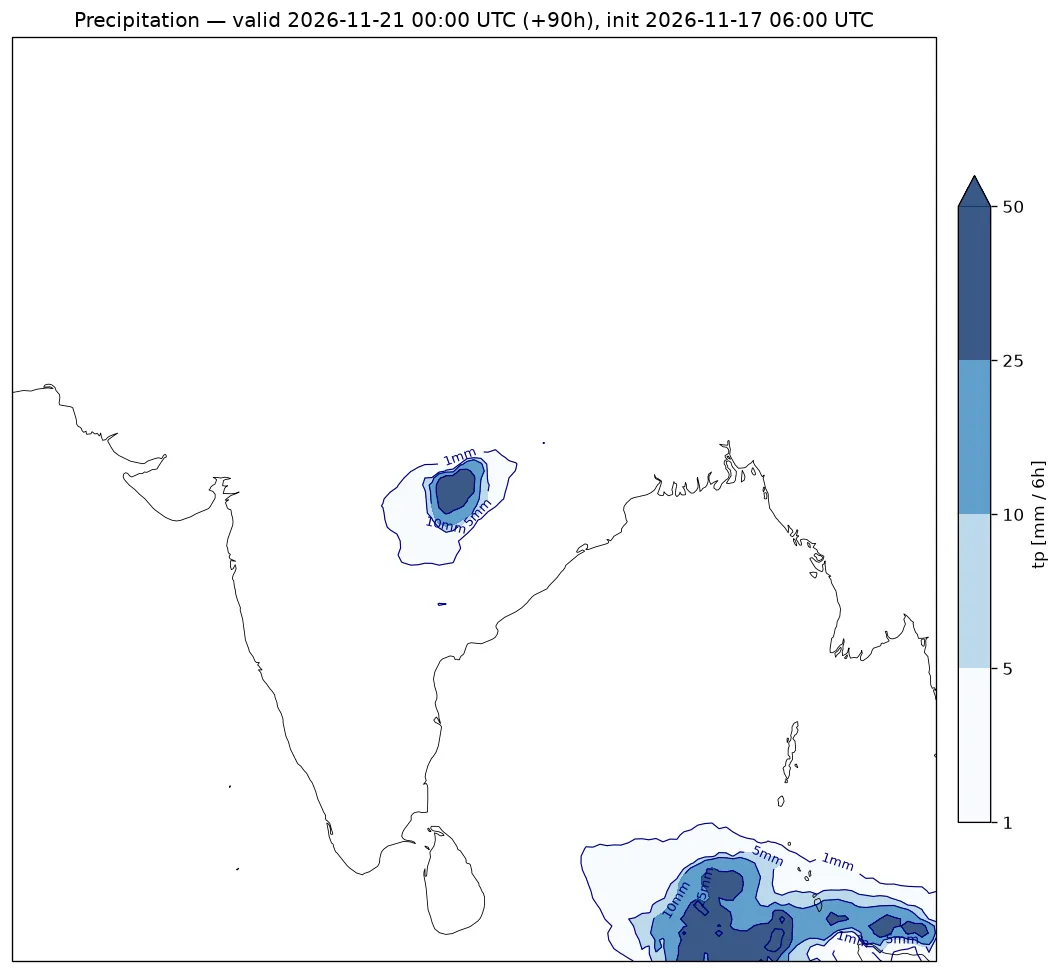 Precipitation — valid 2026-11-21 00:00 UTC (+90h), init 2026-11-17 06:00 UTC
50
25
10
5
1
tp [mm / 6h]
1mm
5mm
10mm
5mm
1mm
10mm
1mm
5mm